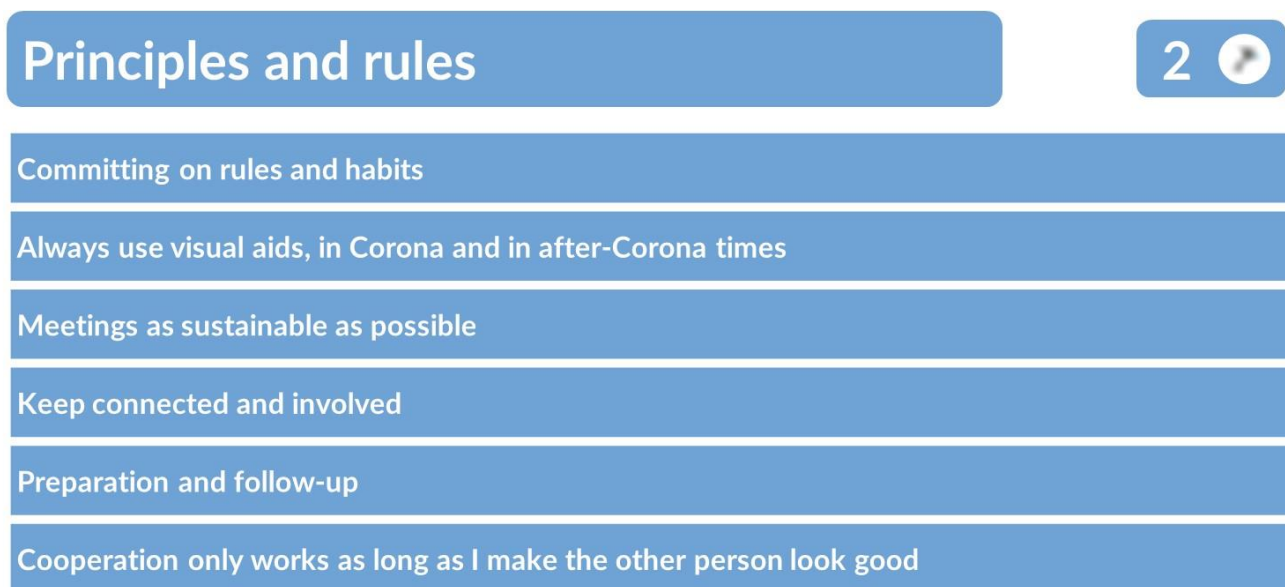 Principles and rules
2
Committing on rules and habits
Always use visual aids, in Corona and in after-Corona times
Meetings as sustainable as possible
Keep connected and involved
Preparation and follow-up
Cooperation only works as long as I make the other person look good